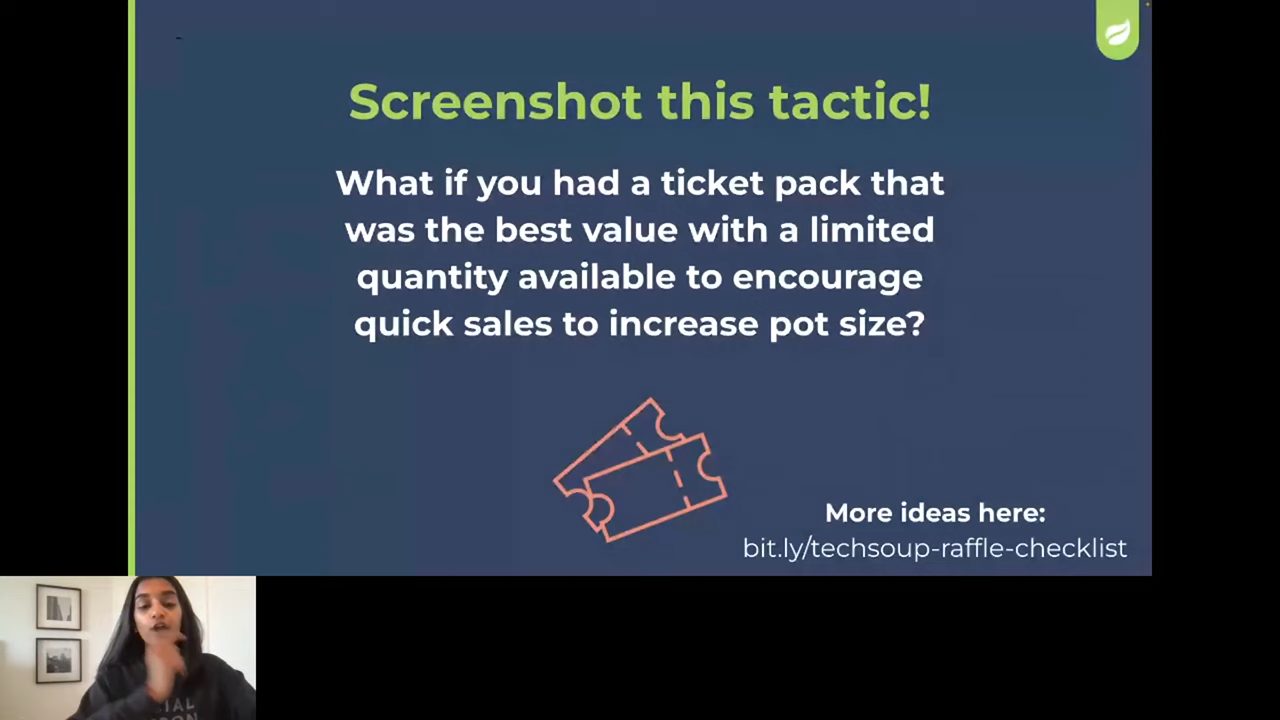 Screenshot this tactic!
What if you had a ticket pack that
was the best value with a limited
quantity available to encourage
quick sales to increase pot size?
More ideas here:
bit.ly/techsoup-raffle-checklist